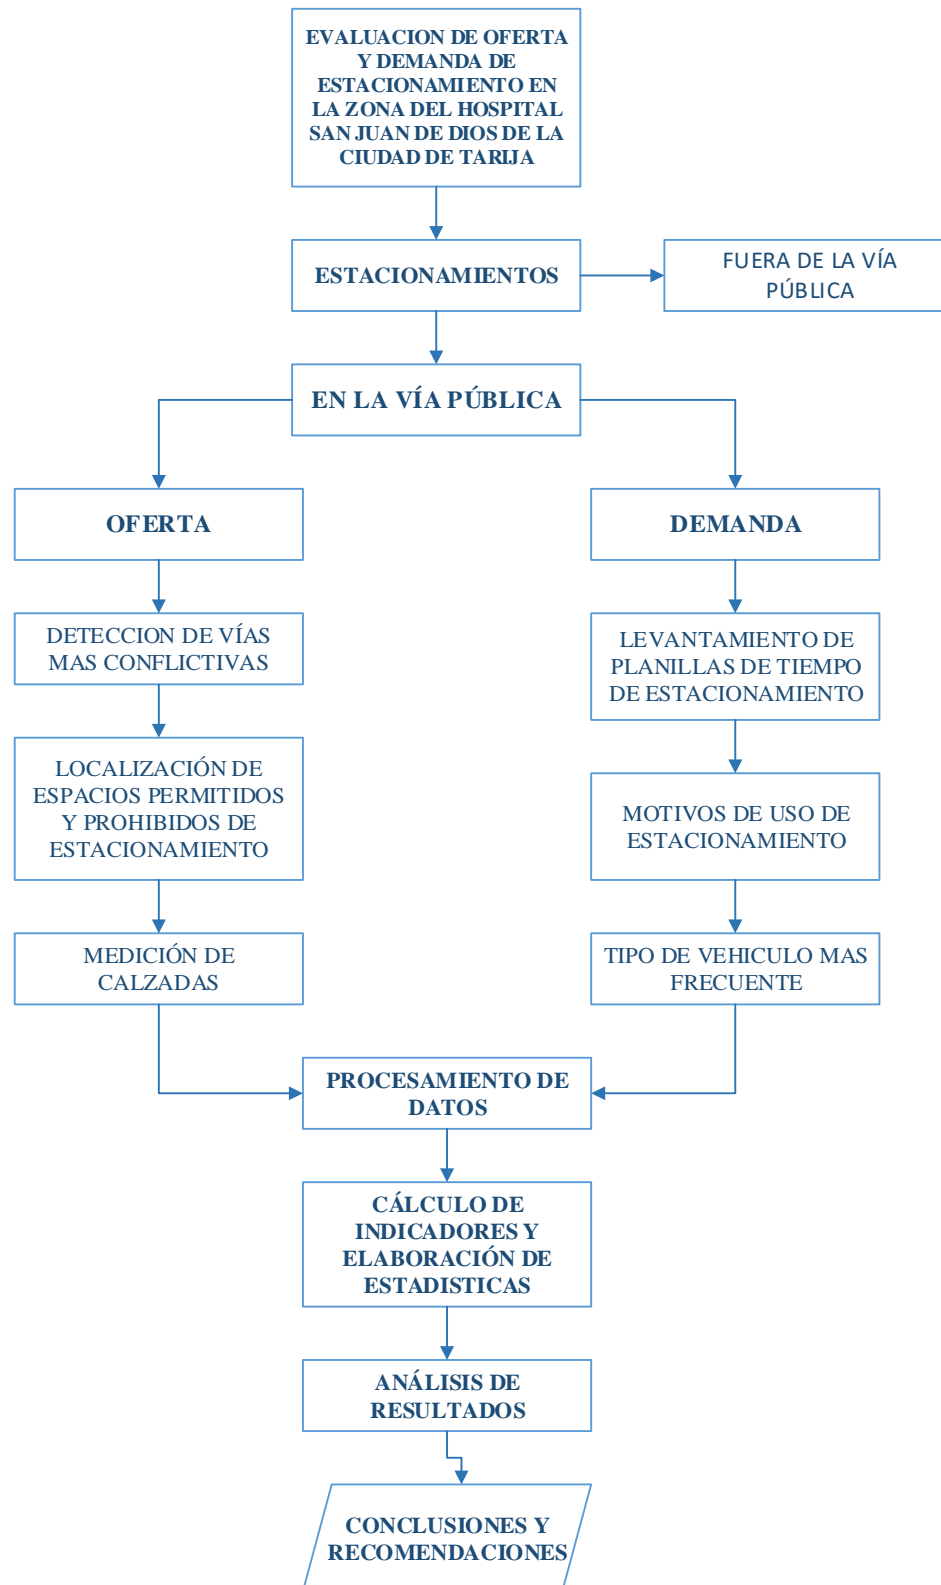 EVALUACION DE OFERTA
Y DEMANDA DE
ESTACIONAMIENTO EN
LA ZONA DEL HOSPITAL
SAN JUAN DE DIOS DE LA
CIUDAD DE TARIJA
ESTACIONAMIENTOS
FUERA DE LA VÍA
PÚBLICA
EN LA VÍA PÚBLICA
OFERTA
DEMANDA
DETECCION DE VÍAS
MAS CONFLICTIVAS
LEVANTAMIENTO DE
PLANILLAS DE TIEMPO
DE ESTACIONAMIENTO
LOCALIZACIÓN DE
ESPACIOS PERMITIDOS
Y PROHIBIDOS DE
ESTACIONAMIENTO
MOTIVOS DE USO DE
ESTACIONAMIENTO
MEDICIÓN DE
CALZADAS
TIPO DE VEHICULO MAS
FRECUENTE
PROCESAMIENTO DE
DATOS
CÁLCULO DE
INDICADORES Y
ELABORACIÓN DE
ESTADISTICAS
ANÁLISIS DE
RESULTADOS
CONCLUSIONES Y
RECOMENDACIONES